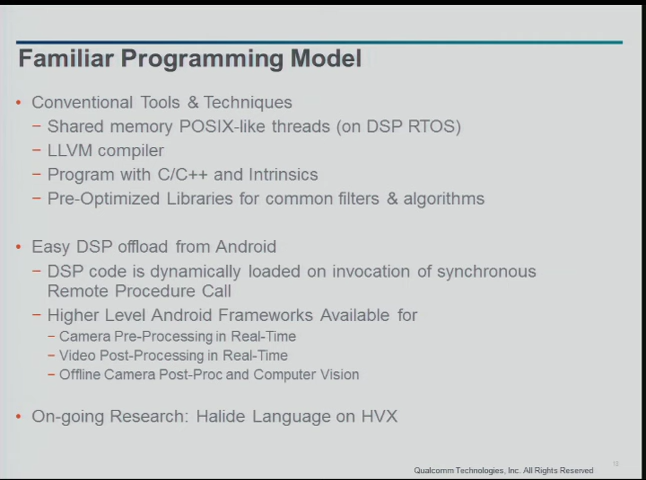 Familiar Programming Model
• Conventional Tools & Techniques
– Shared memory POSIX-like threads (on DSP RTOS)
– LLVM compiler
– Program with C/C++ and Intrinsics
– Pre-Optimized Libraries for common filters & algorithms
• Easy DSP offload from Android
– DSP code is dynamically loaded on invocation of synchronous
Remote Procedure Call
– Higher Level Android Frameworks Available for
– Camera Pre-Processing in Real-Time
– Video Post-Processing in Real-Time
– Offline Camera Post-Proc and Computer Vision
• On-going Research: Halide Language on HVX
Qualcomm Technologies, Inc. All Rights Reserved